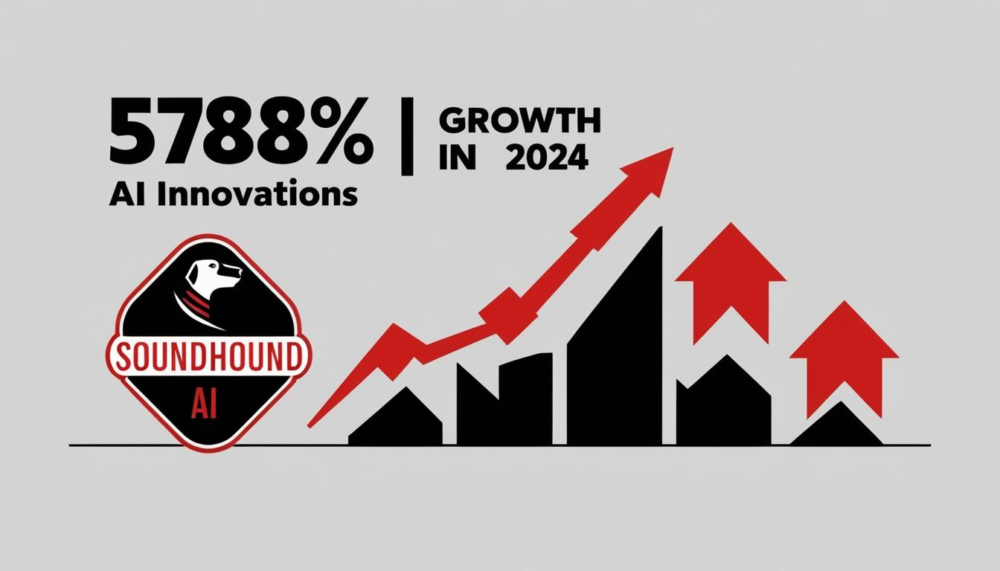 5788%
GROWTH
IN 2024
AI Innovations
SOUNDHOUND
AI